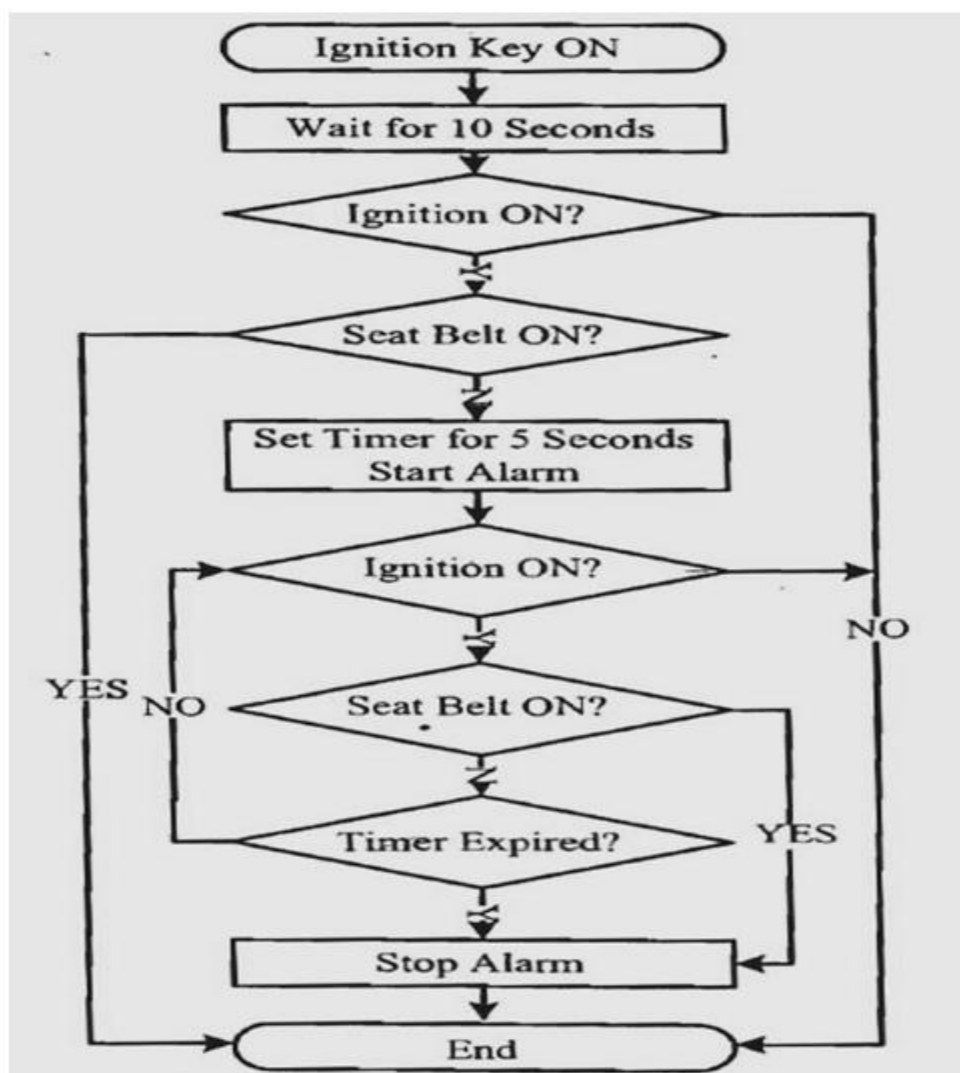 Ignition Key ON
Wait for 10 Seconds
Ignition ON?
Y
Seat Belt ON?
N
Set Timer for 5 Seconds
Start Alarm
Ignition ON?
NO
Y
YES
NO
Seat Belt ON?
N
Timer Expired?
YES
Y
Stop Alarm
End